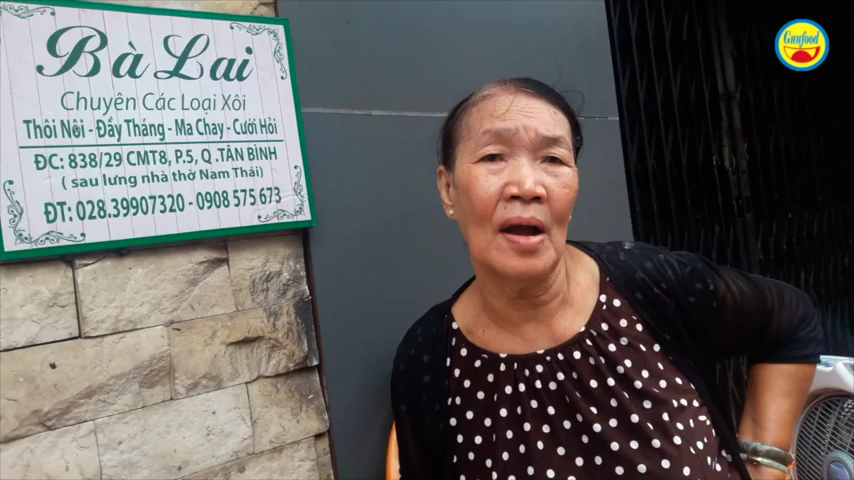 Bà Lai
Chuyên Các Loại Xôi
Thôi Nôi - Đầy Tháng - Ma Chay - Cưới Hỏi
ĐC: 838/29 CMT8, P.5, Q .TÂN BÌNH
( sau lưng nhà thờ Nam Thái)
ĐT: 028.39907320 - 0908 575 673
Guufood